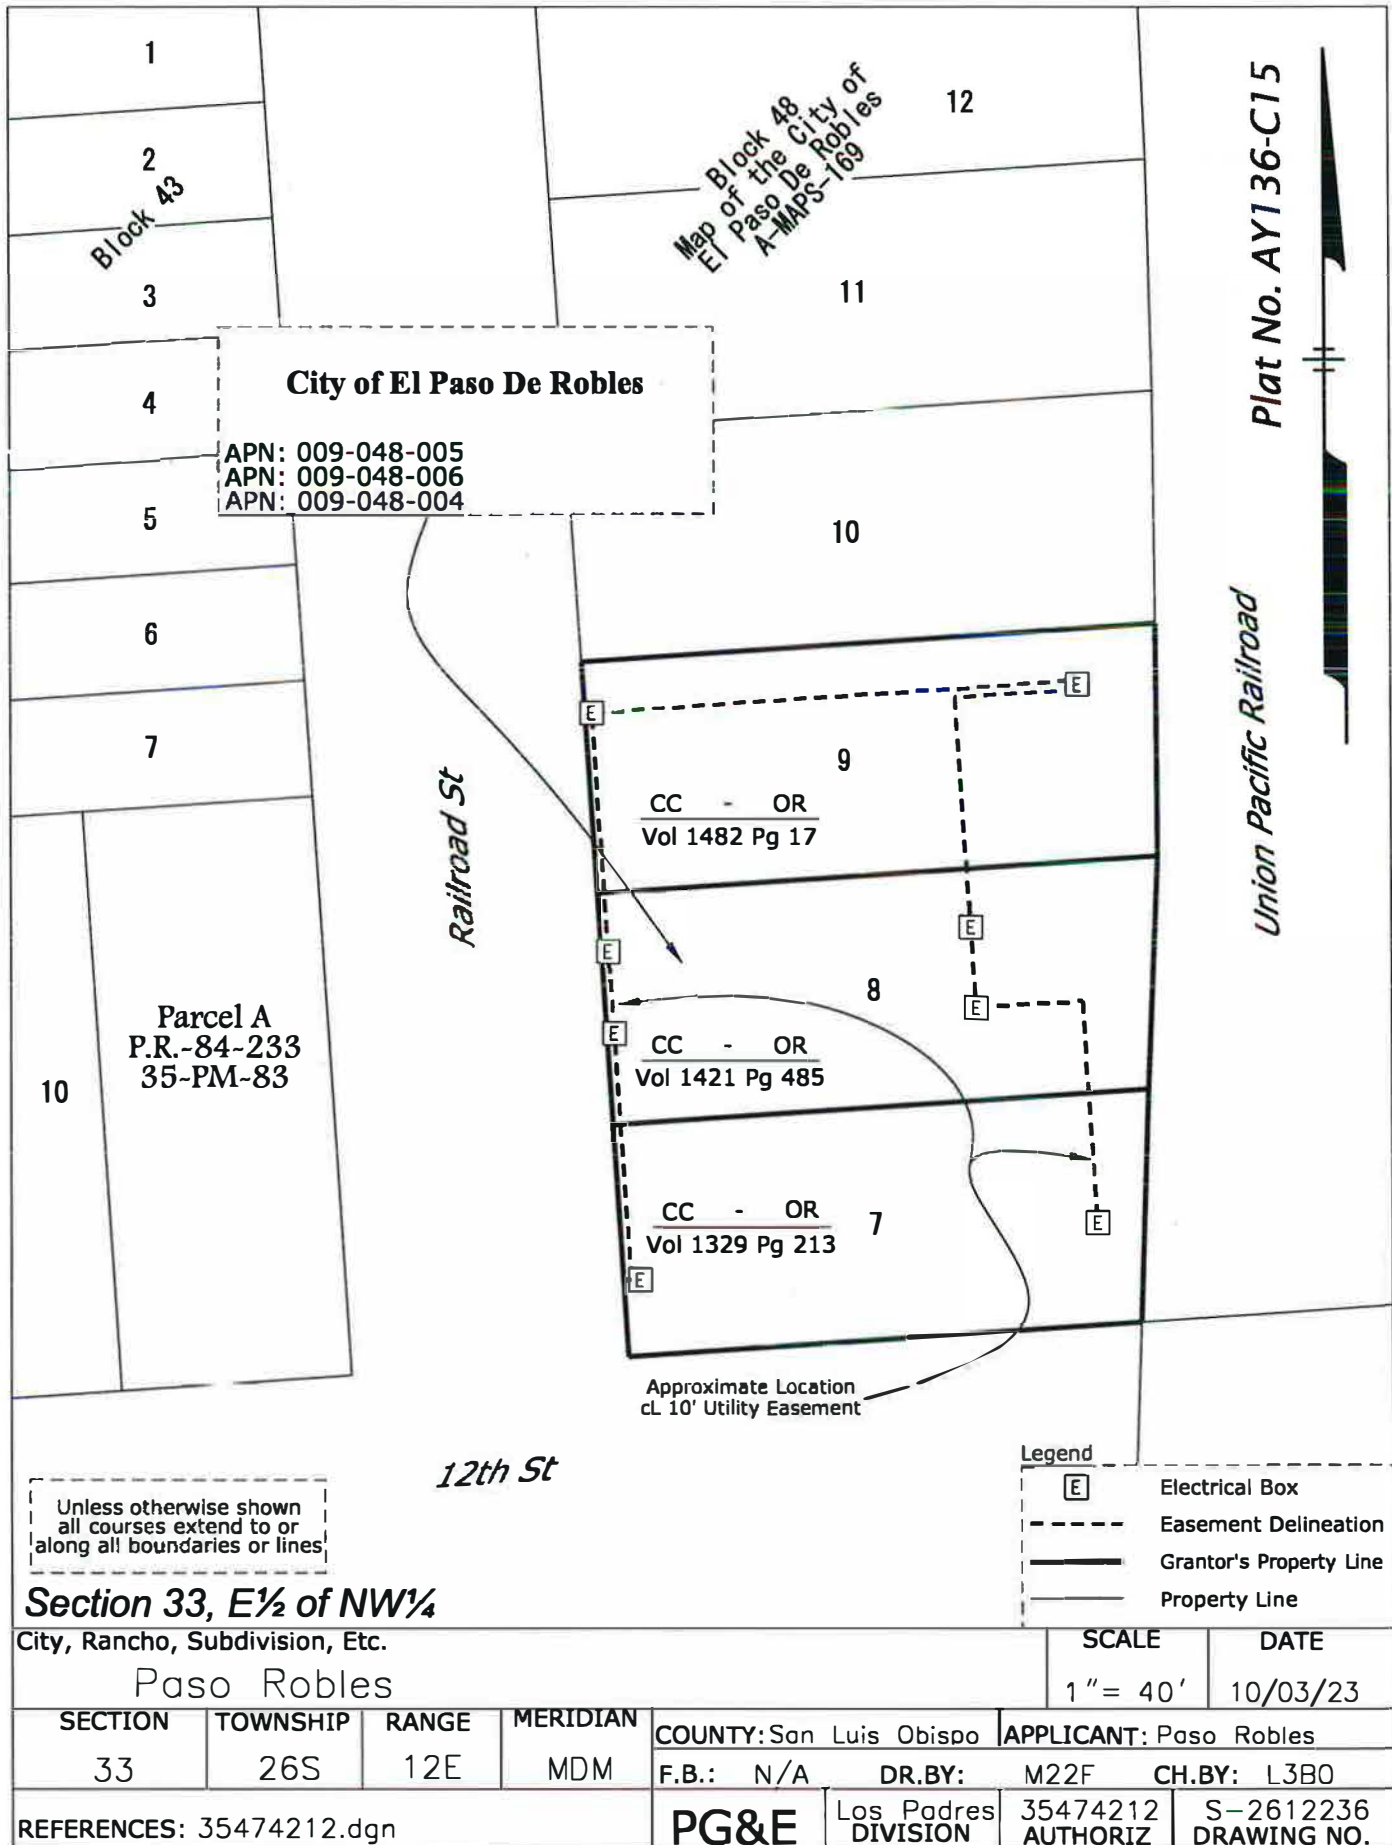 1
2
Block 43
3
4
5
6
7
10
Parcel A
P.R.-84-233
35-PM-83
Block 48
Map of the City of
El Paso De Robles
A-MAPS-169
12
11
10
City of El Paso De Robles
APN: 009-048-005
APN: 009-048-006
APN: 009-048-004
Plat No. AY136-C15
Union Pacific Railroad
Railroad St
E
E
9
CC - OR
Vol 1482 Pg 17
E
E
8
E
E
CC - OR
Vol 1421 Pg 485
CC - OR
Vol 1329 Pg 213
7
E
E
Approximate Location
cL 10' Utility Easement
12th St
Unless otherwise shown
all courses extend to or
along all boundaries or lines
Legend
E Electrical Box
Easement Delineation
Grantor's Property Line
Property Line
Section 33, E½ of NW¼
City, Rancho, Subdivision, Etc.
Paso Robles
SCALE
1"= 40'
DATE
10/03/23
SECTION TOWNSHIP RANGE MERIDIAN
33 26S 12E MDM
COUNTY: San Luis Obispo APPLICANT: Paso Robles
F.B.: N/A DR.BY: M22F CH.BY: L3B0
REFERENCES: 35474212.dgn
PG&E
Los Padres
DIVISION
35474212
AUTHORIZ
S-2612236
DRAWING NO.